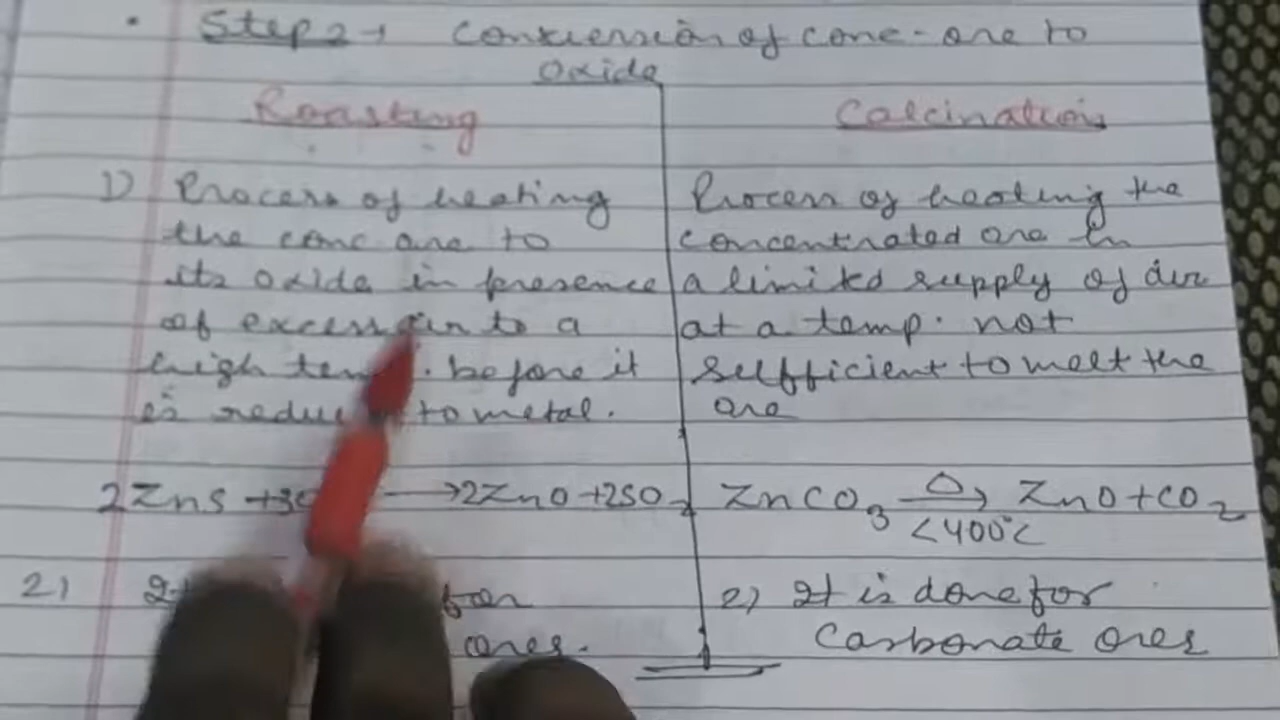 Step 2 → Conversion of conc. ore to
Oxide
Roasting
1) Process of heating
the conc ore to
its oxide in presence
of excess air to a
high temp. before it
is reduced to metal.
2ZnS +3O → 2ZnO+2SO2
2) It for
ores.
Calcination
Process of heating the
concentrated ore in
a limited supply of air
at a temp. not
sufficient to melt the
ore
ZnCO3 Δ→ ZnO+CO2
<400°C
2) It is done for
Carbonate ores